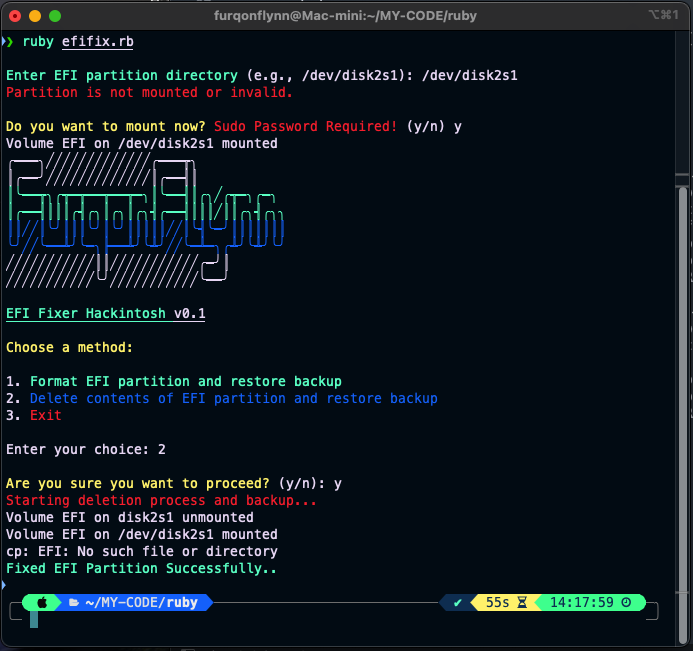 furqonflynn@Mac-mini:~/MY-CODE/ruby
⌥⌘1
❯ ruby efifix.rb
Enter EFI partition directory (e.g., /dev/disk2s1): /dev/disk2s1
Partition is not mounted or invalid.
Do you want to mount now? Sudo Password Required! (y/n) y
Volume EFI on /dev/disk2s1 mounted
EFI Fixer Hackintosh v0.1
Choose a method:
1. Format EFI partition and restore backup
2. Delete contents of EFI partition and restore backup
3. Exit
Enter your choice: 2
Are you sure you want to proceed? (y/n): y
Starting deletion process and backup...
Volume EFI on disk2s1 unmounted
Volume EFI on /dev/disk2s1 mounted
cp: EFI: No such file or directory
Fixed EFI Partition Successfully..
~/MY-CODE/ruby ✔ 55s 14:17:59